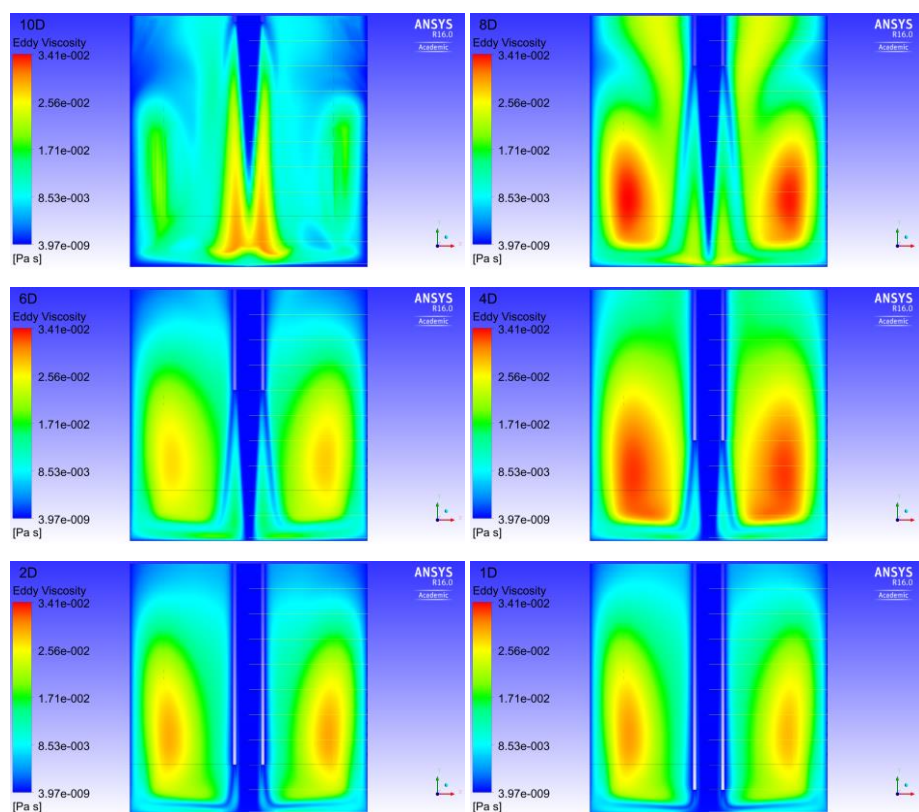 10D
Eddy Viscosity
3.41e-002
2.56e-002
1.71e-002
8.53e-003
3.97e-009
[Pa s]
ANSYS
R16.0
Academic
8D
Eddy Viscosity
3.41e-002
2.56e-002
1.71e-002
8.53e-003
3.97e-009
[Pa s]
ANSYS
R16.0
Academic
6D
Eddy Viscosity
3.41e-002
2.56e-002
1.71e-002
8.53e-003
3.97e-009
[Pa s]
ANSYS
R16.0
Academic
4D
Eddy Viscosity
3.41e-002
2.56e-002
1.71e-002
8.53e-003
3.97e-009
[Pa s]
ANSYS
R16.0
Academic
2D
Eddy Viscosity
3.41e-002
2.56e-002
1.71e-002
8.53e-003
3.97e-009
[Pa s]
ANSYS
R16.0
Academic
1D
Eddy Viscosity
3.41e-002
2.56e-002
1.71e-002
8.53e-003
3.97e-009
[Pa s]
ANSYS
R16.0
Academic